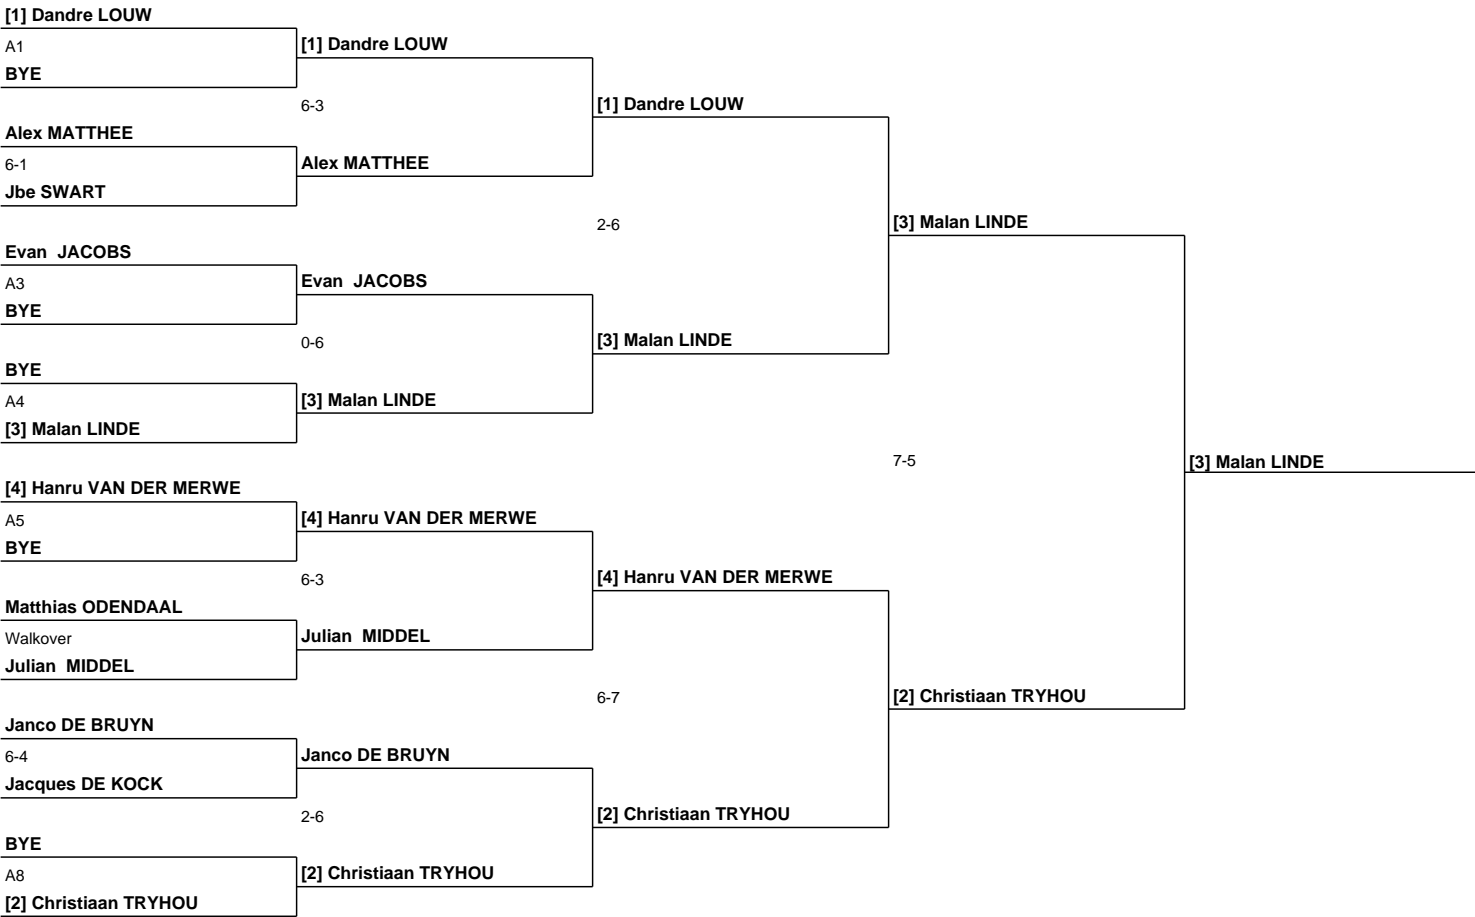 [1] Dandre LOUW
A1
BYE
Alex MATTHEE
6-1
Jbe SWART
Evan  JACOBS
A3
BYE
BYE
A4
[3] Malan LINDE
[4] Hanru VAN DER MERWE
A5
BYE
Matthias ODENDAAL
Walkover
Julian  MIDDEL
Janco DE BRUYN
6-4
Jacques DE KOCK
BYE
A8
[2] Christiaan TRYHOU
[1] Dandre LOUW
6-3
Alex MATTHEE
Evan  JACOBS
0-6
[3] Malan LINDE
[4] Hanru VAN DER MERWE
6-3
Julian  MIDDEL
Janco DE BRUYN
2-6
[2] Christiaan TRYHOU
[1] Dandre LOUW
2-6
[3] Malan LINDE
[4] Hanru VAN DER MERWE
6-7
[2] Christiaan TRYHOU
[3] Malan LINDE
7-5
[2] Christiaan TRYHOU
[3] Malan LINDE